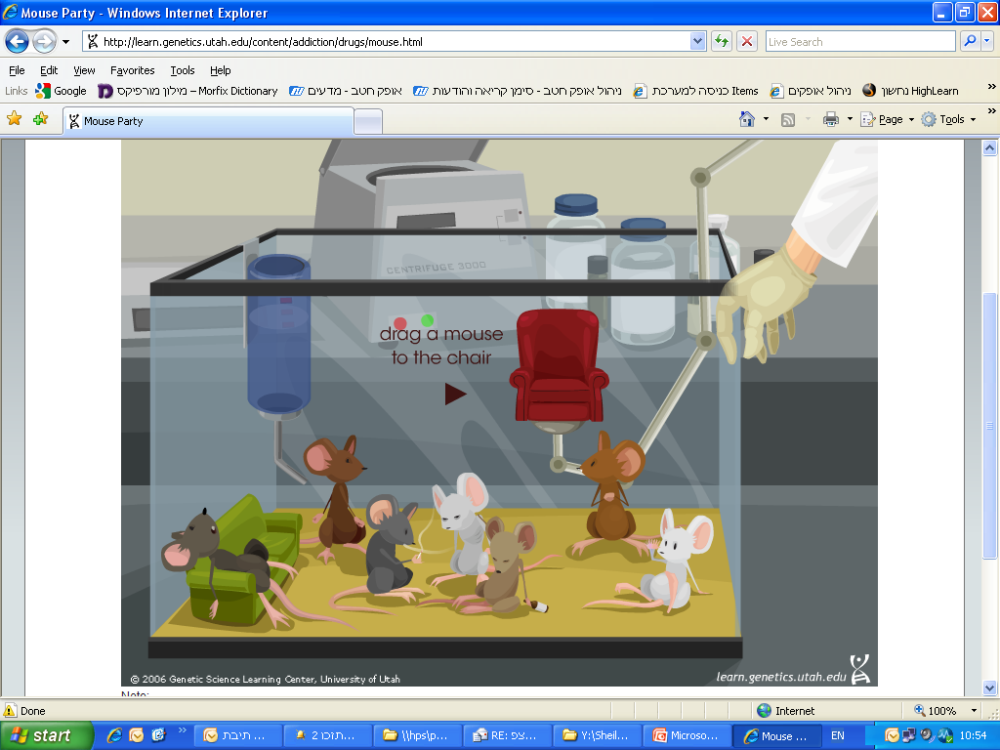 Mouse Party - Windows Internet Explorer
http://learn.genetics.utah.edu/content/addiction/drugs/mouse.html
Live Search
File Edit View Favorites Tools Help
Links Google מילון מורפיקס – Morfix Dictionary אופק חטב - מדעים ניהול אופק חטב - סימן קריאה והודעות כניסה למערכת Items ניהול אופקים נחשון HighLearn »
Mouse Party
Page Tools »
CENTRIFUGE 3000
drag a mouse
to the chair
© 2006 Genetic Science Learning Center, University of Utah
learn.genetics.utah.edu
Note:
Done Internet 100%
start » תיבת ... 2 תזכו... \\hps\p... RE: צפ... Y:\Sheil... Microso... Mouse ... EN 10:54